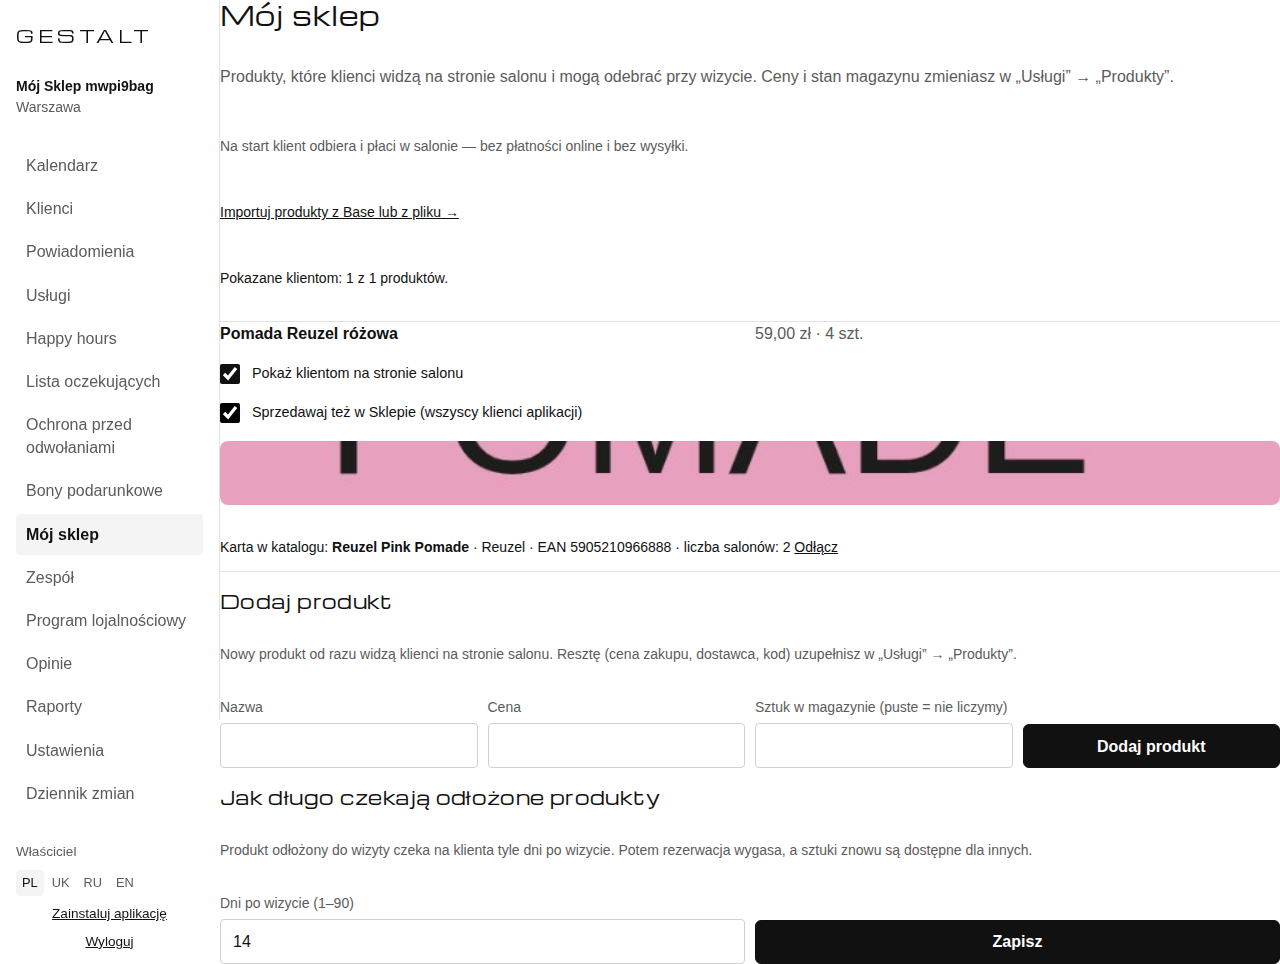 GESTALT
Mój Sklep mwpi9bag
Warszawa
Kalendarz
Klienci
Powiadomienia
Usługi
Happy hours
Lista oczekujących
Ochrona przed
odwołaniami
Bony podarunkowe
Mój sklep
Zespół
Program lojalnościowy
Opinie
Raporty
Ustawienia
Dziennik zmian
Właściciel
PL UK RU EN
Zainstaluj aplikację
Wyloguj
Mój sklep
Produkty, które klienci widzą na stronie salonu i mogą odebrać przy wizycie. Ceny i stan magazynu zmieniasz w „Usługi” → „Produkty”.
Na start klient odbiera i płaci w salonie — bez płatności online i bez wysyłki.
Importuj produkty z Base lub z pliku →
Pokazane klientom: 1 z 1 produktów.
Pomada Reuzel różowa 59,00 zł · 4 szt.
Pokaż klientom na stronie salonu
Sprzedawaj też w Sklepie (wszyscy klienci aplikacji)
POMADE
Karta w katalogu: Reuzel Pink Pomade · Reuzel · EAN 5905210966888 · liczba salonów: 2 Odłącz
Dodaj produkt
Nowy produkt od razu widzą klienci na stronie salonu. Resztę (cena zakupu, dostawca, kod) uzupełnisz w „Usługi” → „Produkty”.
Nazwa Cena Sztuk w magazynie (puste = nie liczymy)
Dodaj produkt
Jak długo czekają odłożone produkty
Produkt odłożony do wizyty czeka na klienta tyle dni po wizycie. Potem rezerwacja wygasa, a sztuki znowu są dostępne dla innych.
Dni po wizycie (1–90)
14 Zapisz